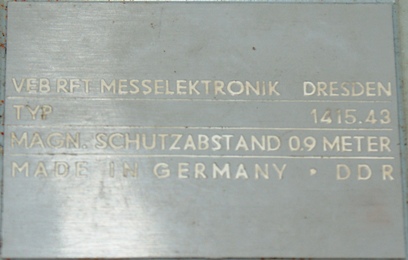 VEB RFT MESSELEKTRONIK DRESDEN
TYP 1415.43
MAGN. SCHUTZABSTAND 0.9 METER
MADE IN GERMANY · DDR